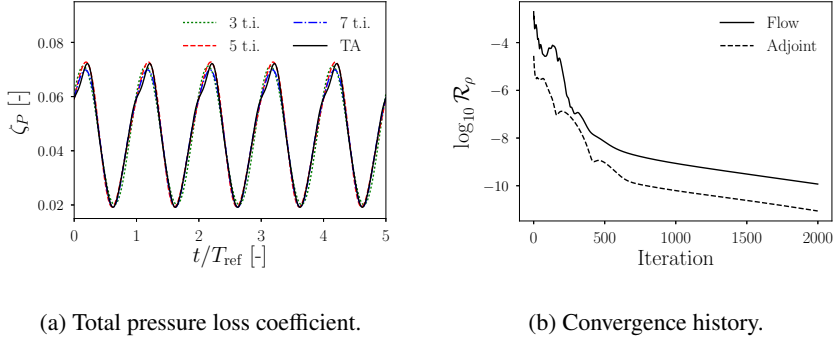 3 t.i.
5 t.i.
7 t.i.
TA
0.08
0.06
0.04
0.02
ζ_P [-]
0 1 2 3 4 5
t/T_ref [-]
(a) Total pressure loss coefficient.
Flow
Adjoint
−4
−6
−8
−10
log₁₀ ℛ_ρ
0 500 1000 1500 2000
Iteration
(b) Convergence history.